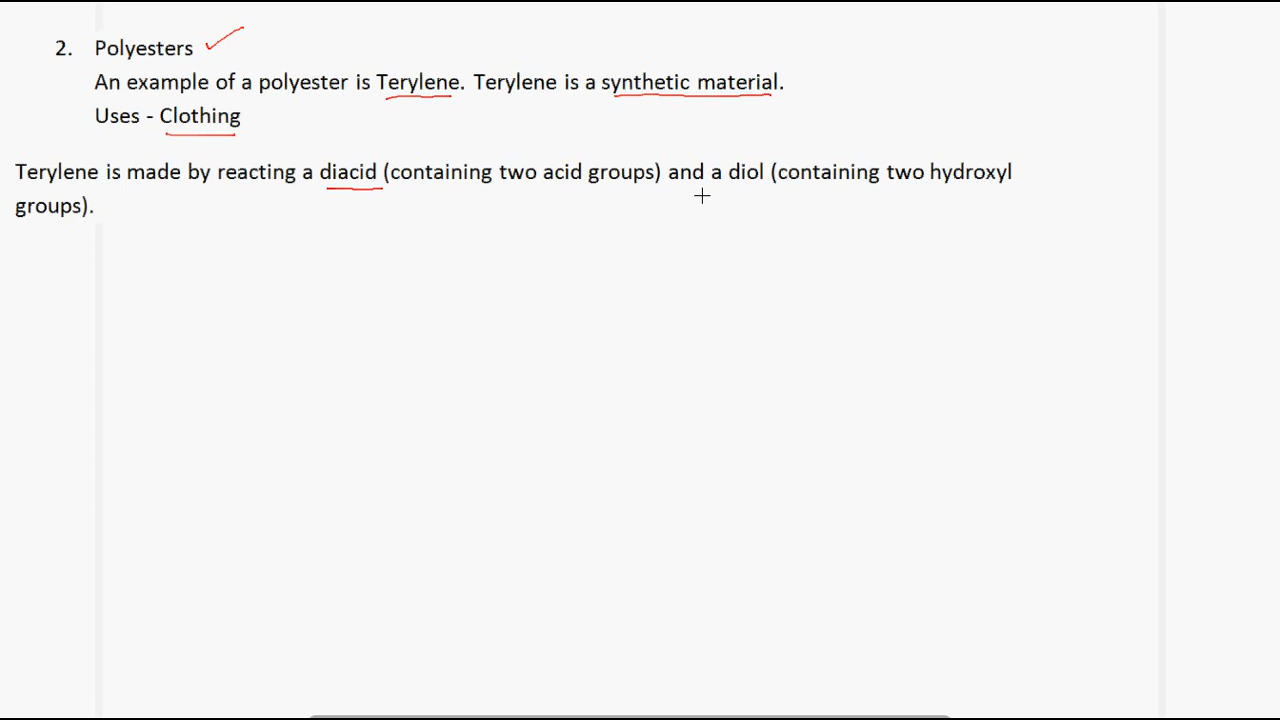 2. Polyesters
An example of a polyester is Terylene. Terylene is a synthetic material.
Uses - Clothing
Terylene is made by reacting a diacid (containing two acid groups) and a diol (containing two hydroxyl
groups).